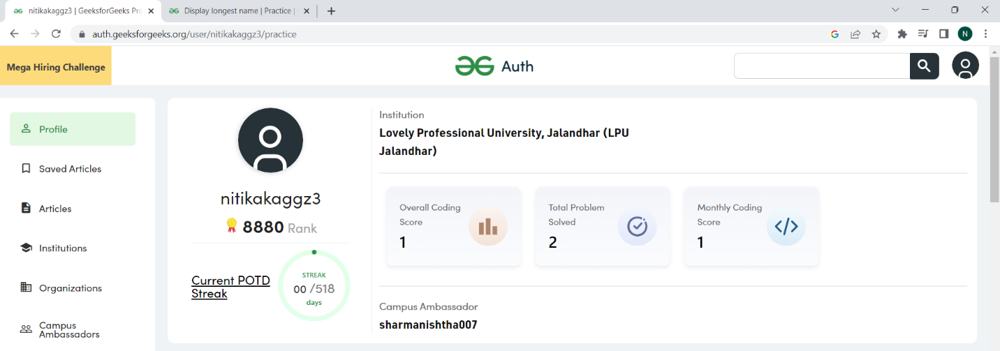 nitikakaggz3 | GeeksforGeeks Pro
Display longest name | Practice |
auth.geeksforgeeks.org/user/nitikakaggz3/practice
N
Mega Hiring Challenge
Auth
Profile
Saved Articles
Articles
Institutions
Organizations
Campus
Ambassadors
nitikakaggz3
8880 Rank
Current POTD
Streak
STREAK
00 /518
days
Institution
Lovely Professional University, Jalandhar (LPU
Jalandhar)
Overall Coding
Score
1
Total Problem
Solved
2
Monthly Coding
Score
1
Campus Ambassador
sharmanishtha007